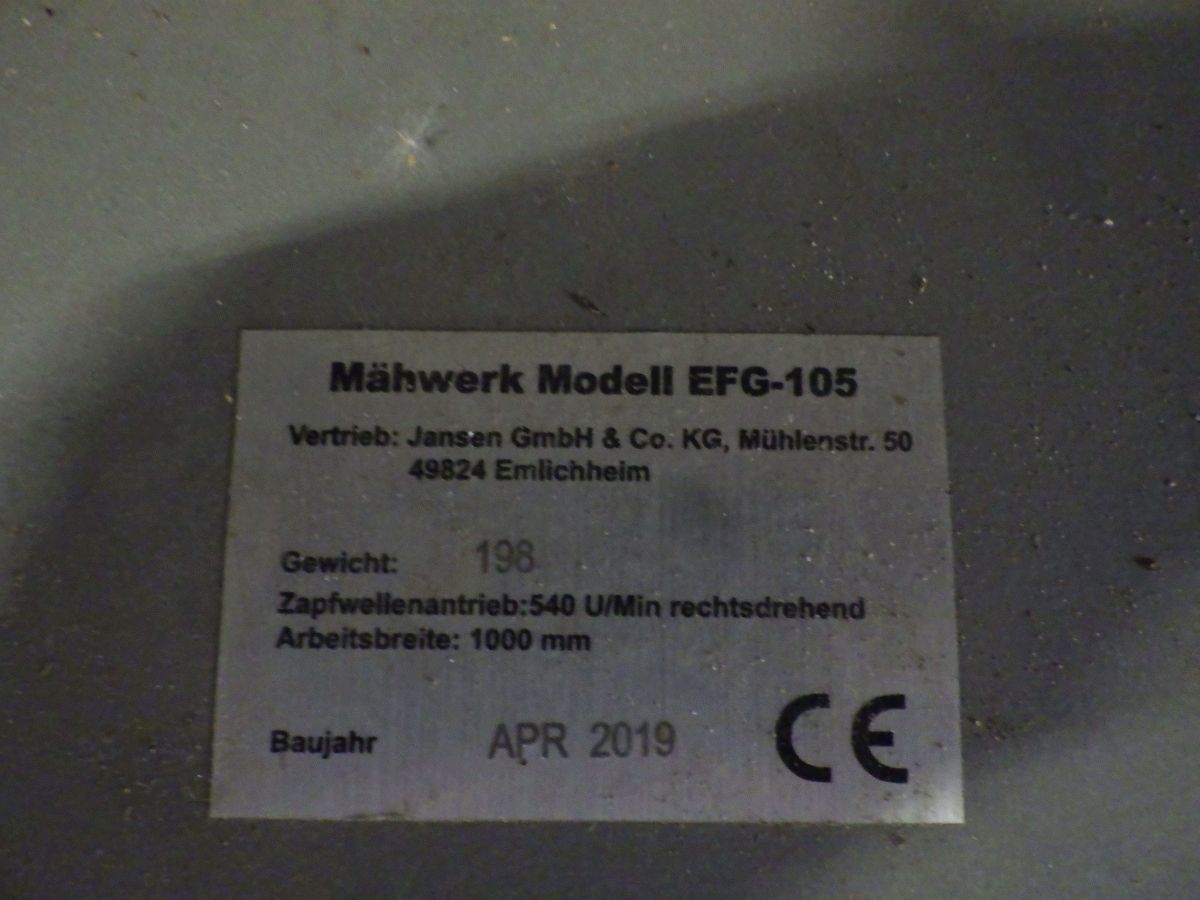 Mähwerk Modell EFG-105
Vertrieb: Jansen GmbH & Co. KG, Mühlenstr. 50
49824 Emlichheim
Gewicht: 198
Zapfwellenantrieb:540 U/Min rechtsdrehend
Arbeitsbreite: 1000 mm
Baujahr APR 2019 CE